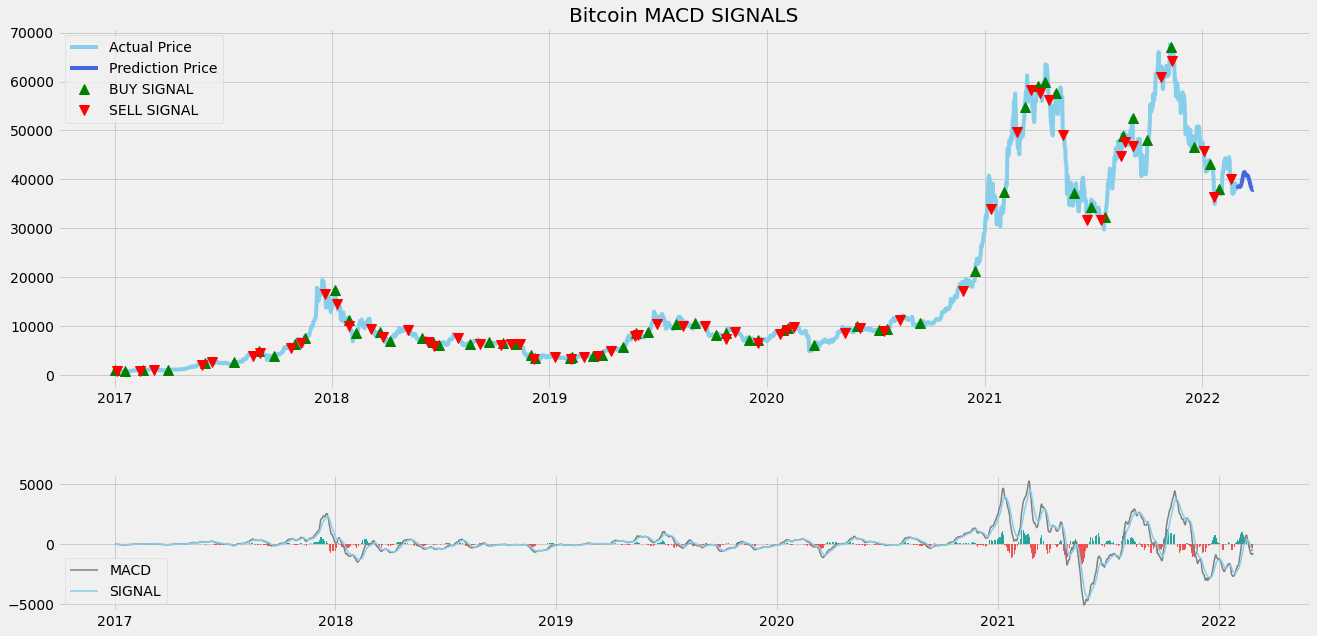 Bitcoin MACD SIGNALS
70000
60000
50000
40000
30000
20000
10000
0
Actual Price
Prediction Price
BUY SIGNAL
SELL SIGNAL
2017 2018 2019 2020 2021 2022
5000
0
−5000
MACD
SIGNAL
2017 2018 2019 2020 2021 2022